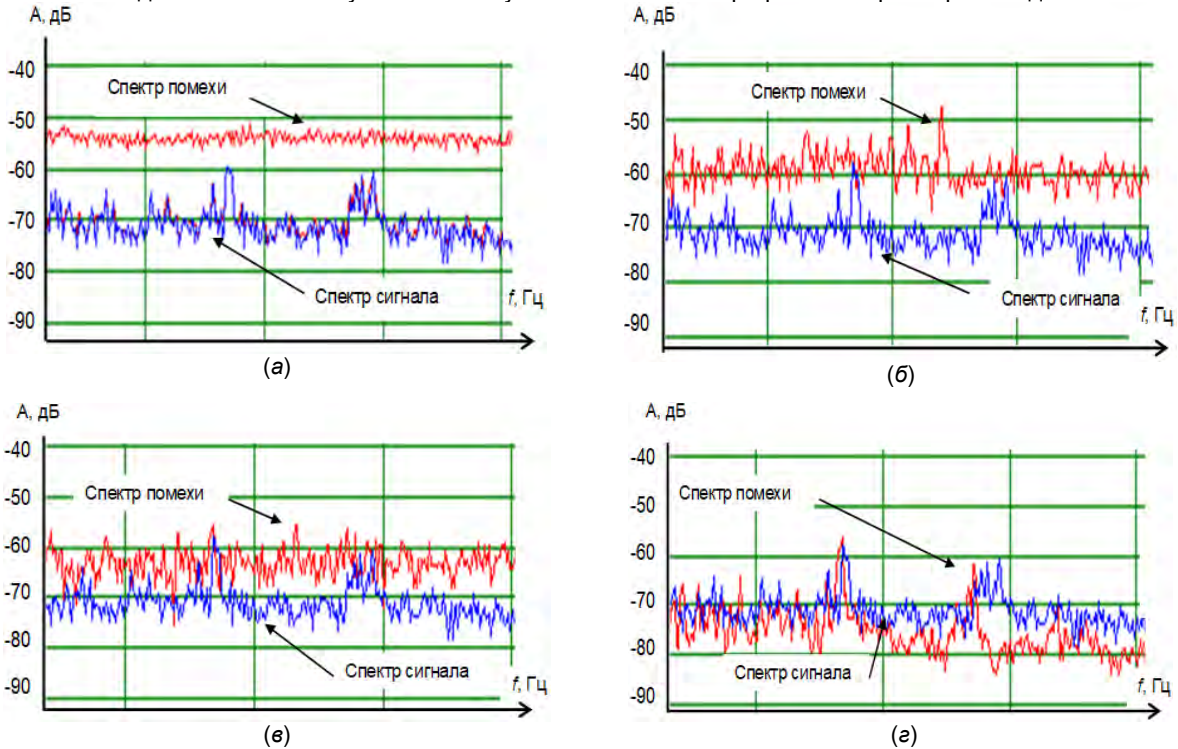 А, дБ
-40
-50
-60
-70
-80
-90
Спектр помехи
Спектр сигнала
f, Гц
(а)
А, дБ
-40
-50
-60
-70
-80
-90
Спектр помехи
Спектр сигнала
f, Гц
(б)
А, дБ
-40
-50
-60
-70
-80
-90
Спектр помехи
Спектр сигнала
f, Гц
(в)
А, дБ
-40
-50
-60
-70
-80
-90
Спектр помехи
Спектр сигнала
f, Гц
(г)